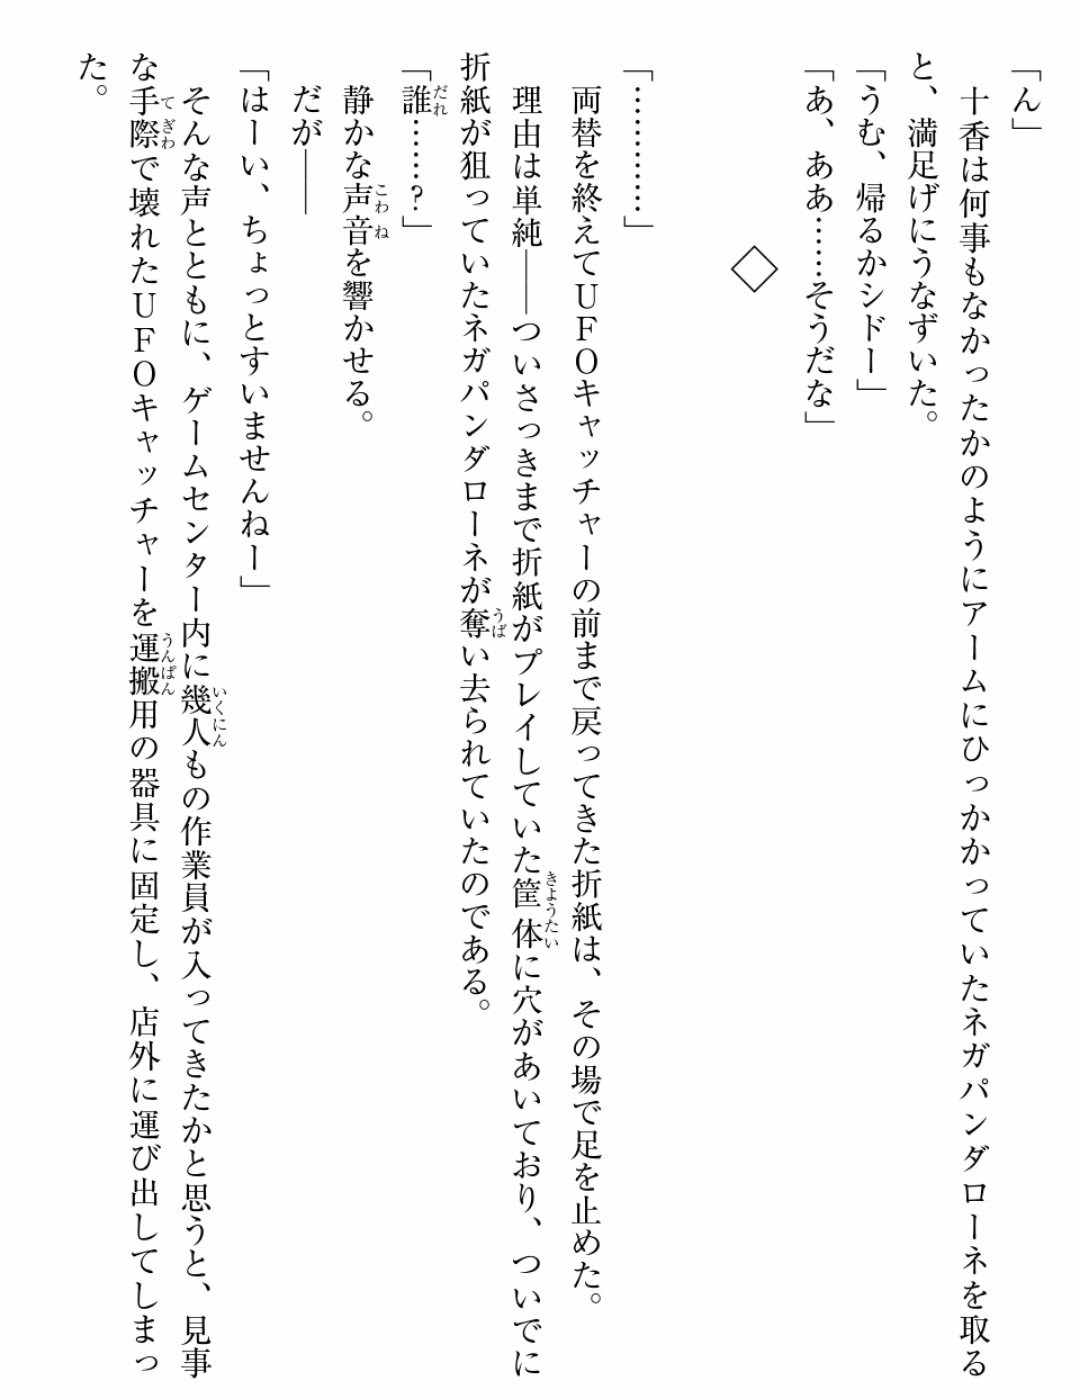 「ん」
　十香は何事もなかったかのようにアームにひっかかっていたネガパンダローネを取る
と、満足げにうなずいた。
「うむ、帰るかシドー」
「あ、ああ……そうだな」
◇
「…………」
　両替を終えてＵＦＯキャッチャーの前まで戻ってきた折紙は、その場で足を止めた。
　理由は単純――ついさっきまで折紙がプレイしていた筐体に穴があいており、ついでに
折紙が狙っていたネガパンダローネが奪い去られていたのである。
「誰……？」
　静かな声音を響かせる。
　だが――
「はーい、ちょっとすいませんねー」
　そんな声とともに、ゲームセンター内に幾人もの作業員が入ってきたかと思うと、見事
な手際で壊れたＵＦＯキャッチャーを運搬用の器具に固定し、店外に運び出してしまっ
た。